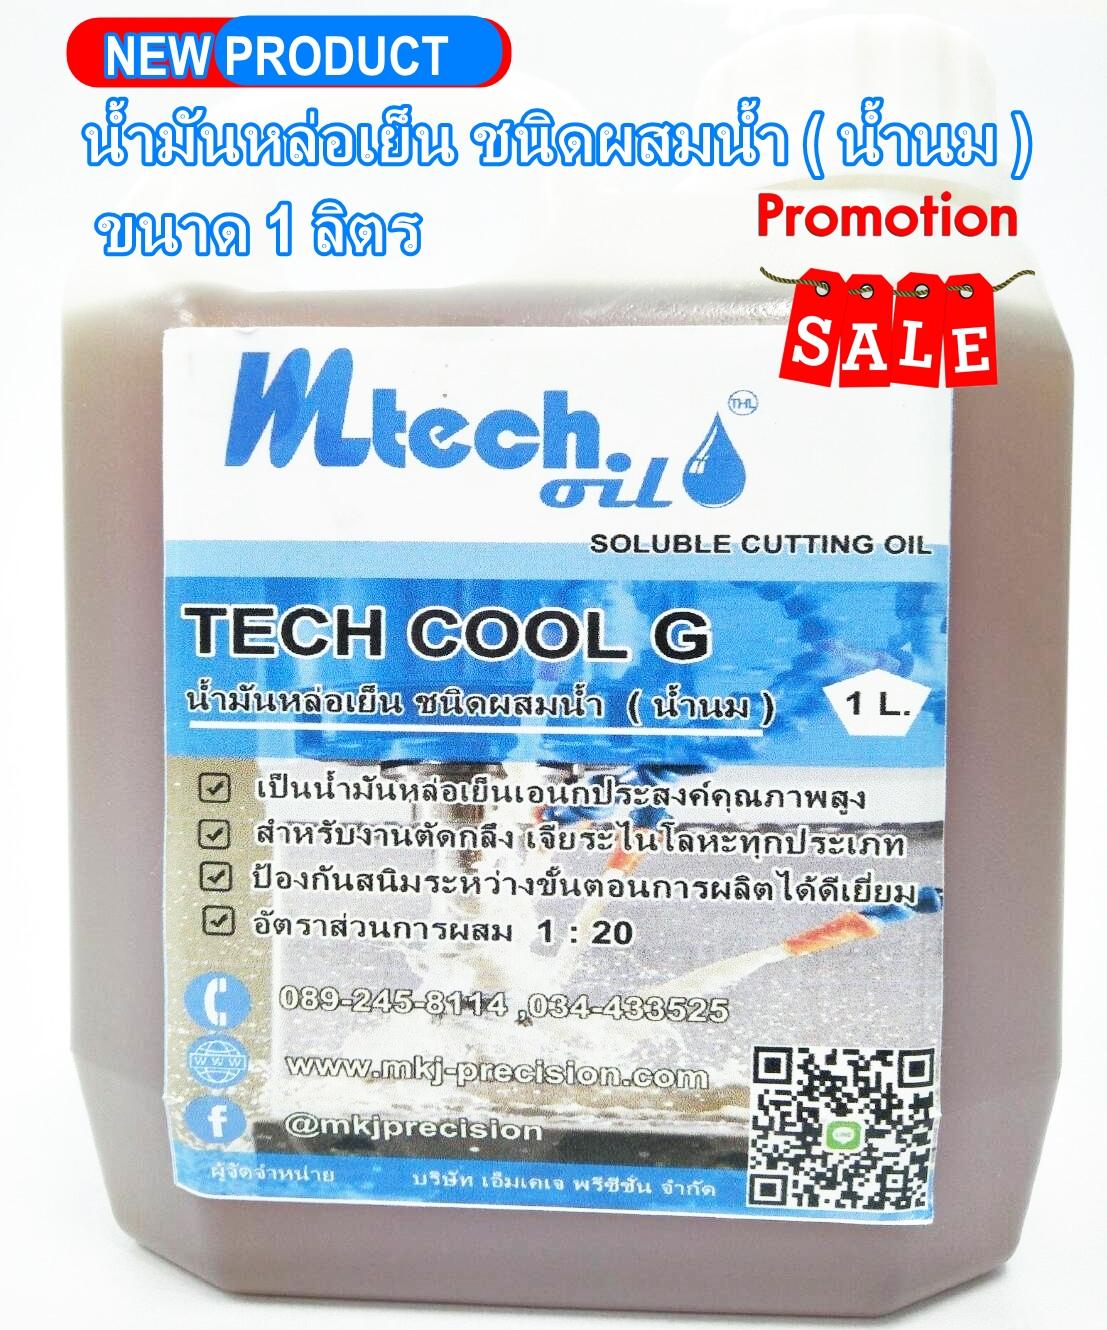 NEW PRODUCT
น้ำมันหล่อเย็น ชนิดผสมน้ำ ( น้ำนม )
ขนาด 1 ลิตร
Promotion
SALE
Mtech
oil
THL
SOLUBLE CUTTING OIL
TECH COOL G
น้ำมันหล่อเย็น ชนิดผสมน้ำ ( น้ำนม )
1 L.
เป็นน้ำมันหล่อเย็นเอนกประสงค์คุณภาพสูง
สำหรับงานตัดกลึง เจียระไนโลหะทุกประเภท
ป้องกันสนิมระหว่างขั้นตอนการผลิตได้ดีเยี่ยม
อัตราส่วนการผสม 1 : 20
089-245-8114 ,034-433525
WWW
www.mkj-precision.com
f
@mkjprecision
LINE
ผู้จัดจำหน่าย บริษัท เอ็มเคเจ พรีซีชั่น จำกัด